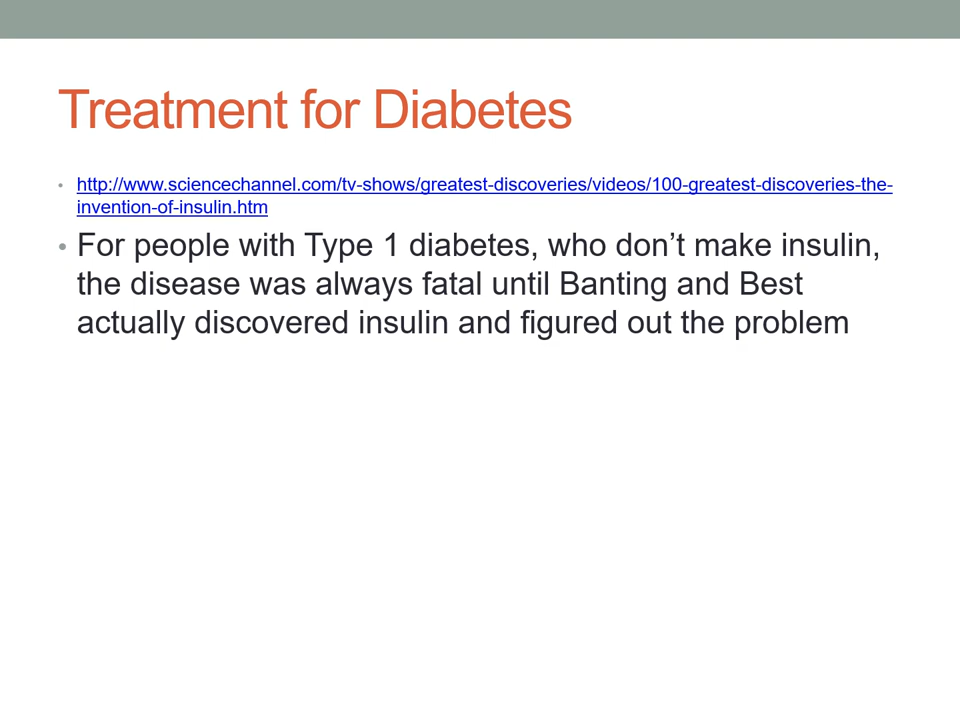 Treatment for Diabetes
• http://www.sciencechannel.com/tv-shows/greatest-discoveries/videos/100-greatest-discoveries-the-
invention-of-insulin.htm
• For people with Type 1 diabetes, who don’t make insulin,
the disease was always fatal until Banting and Best
actually discovered insulin and figured out the problem